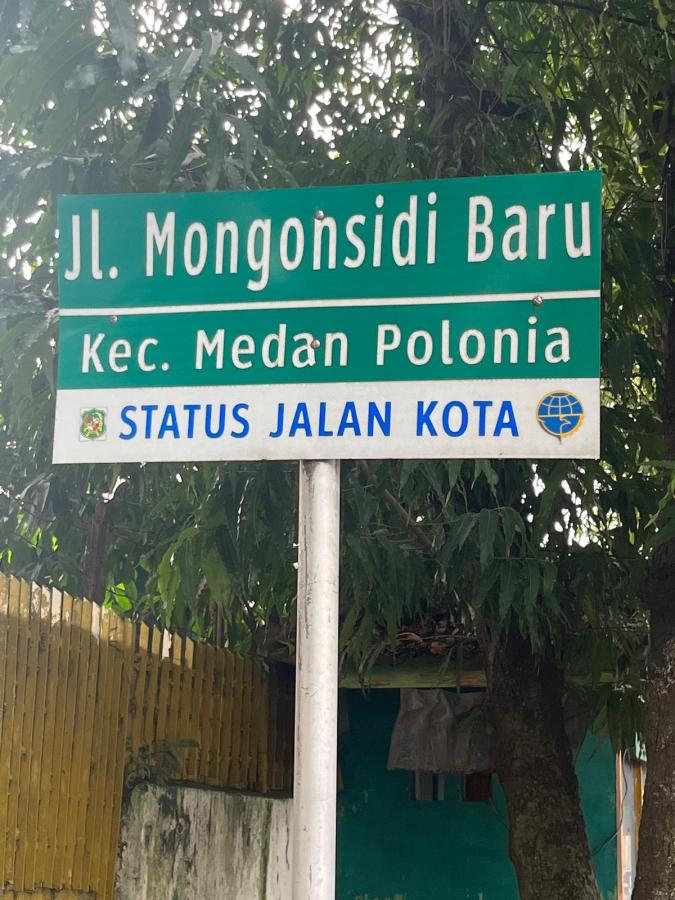 Jl. Mongonsidi Baru
Kec. Medan Polonia
STATUS JALAN KOTA